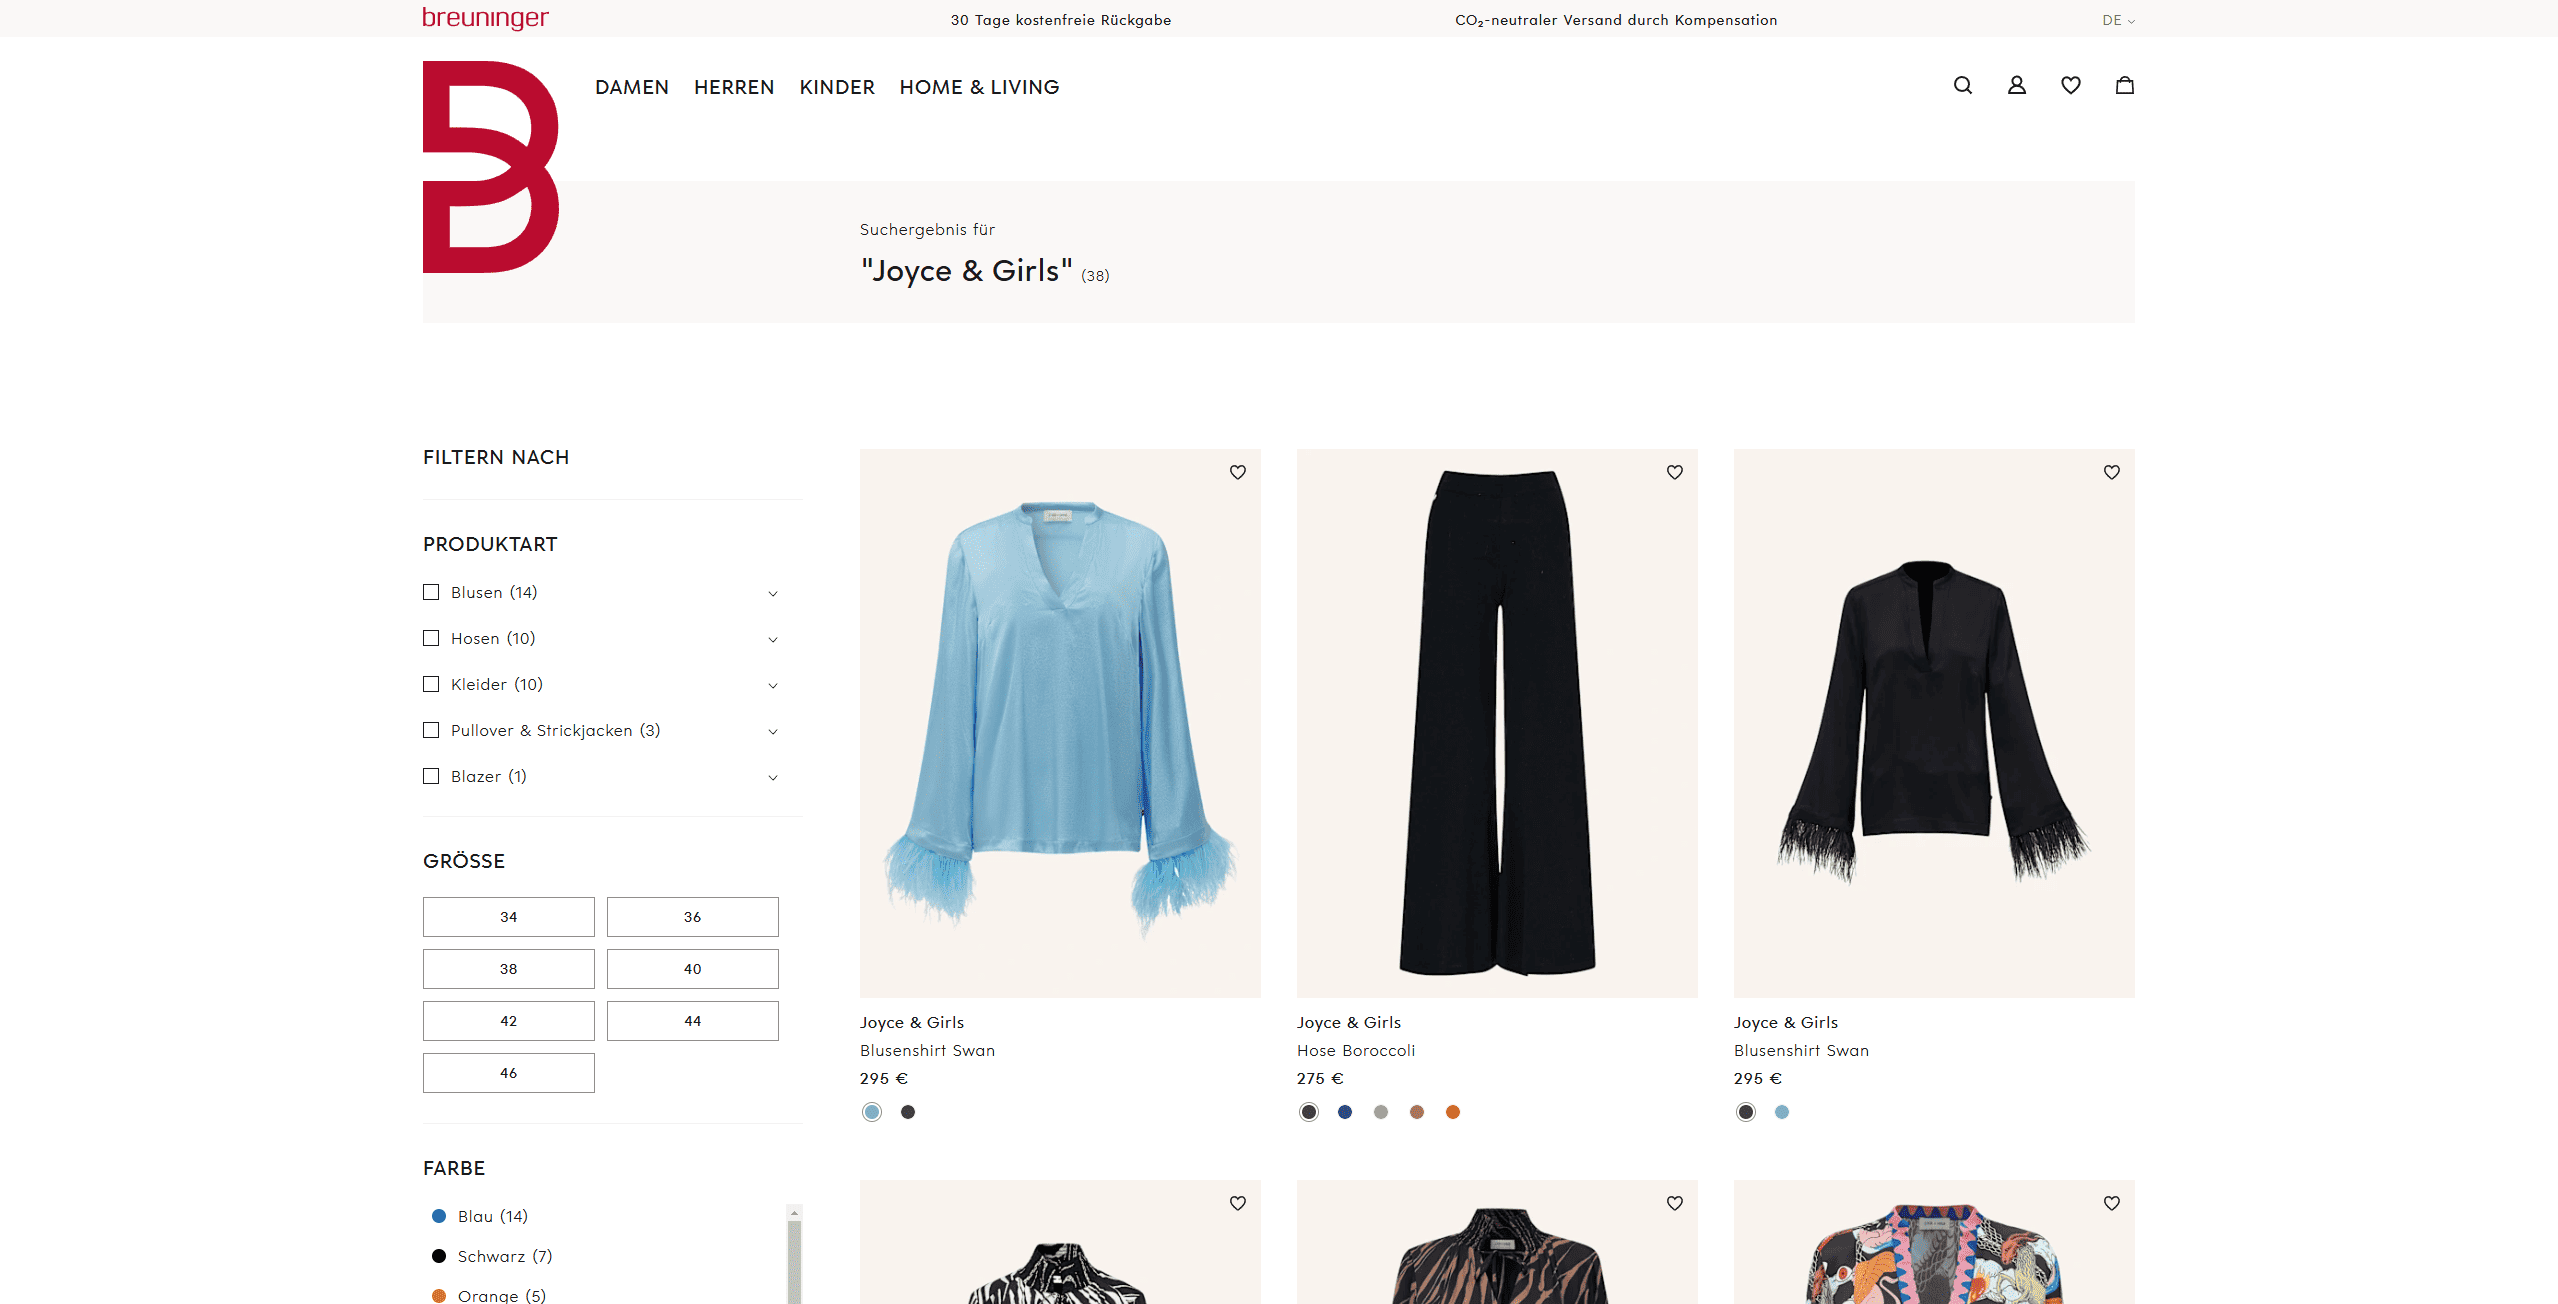 breuninger
30 Tage kostenfreie Rückgabe
CO₂-neutraler Versand durch Kompensation
DE
DAMEN HERREN KINDER HOME & LIVING
Suchergebnis für
"Joyce & Girls" (38)
FILTERN NACH
PRODUKTART
Blusen (14)
Hosen (10)
Kleider (10)
Pullover & Strickjacken (3)
Blazer (1)
GRÖSSE
34
36
38
40
42
44
46
FARBE
Blau (14)
Schwarz (7)
Orange (5)
Joyce & Girls
Blusenshirt Swan
295 €
Joyce & Girls
Hose Boroccoli
275 €
Joyce & Girls
Blusenshirt Swan
295 €